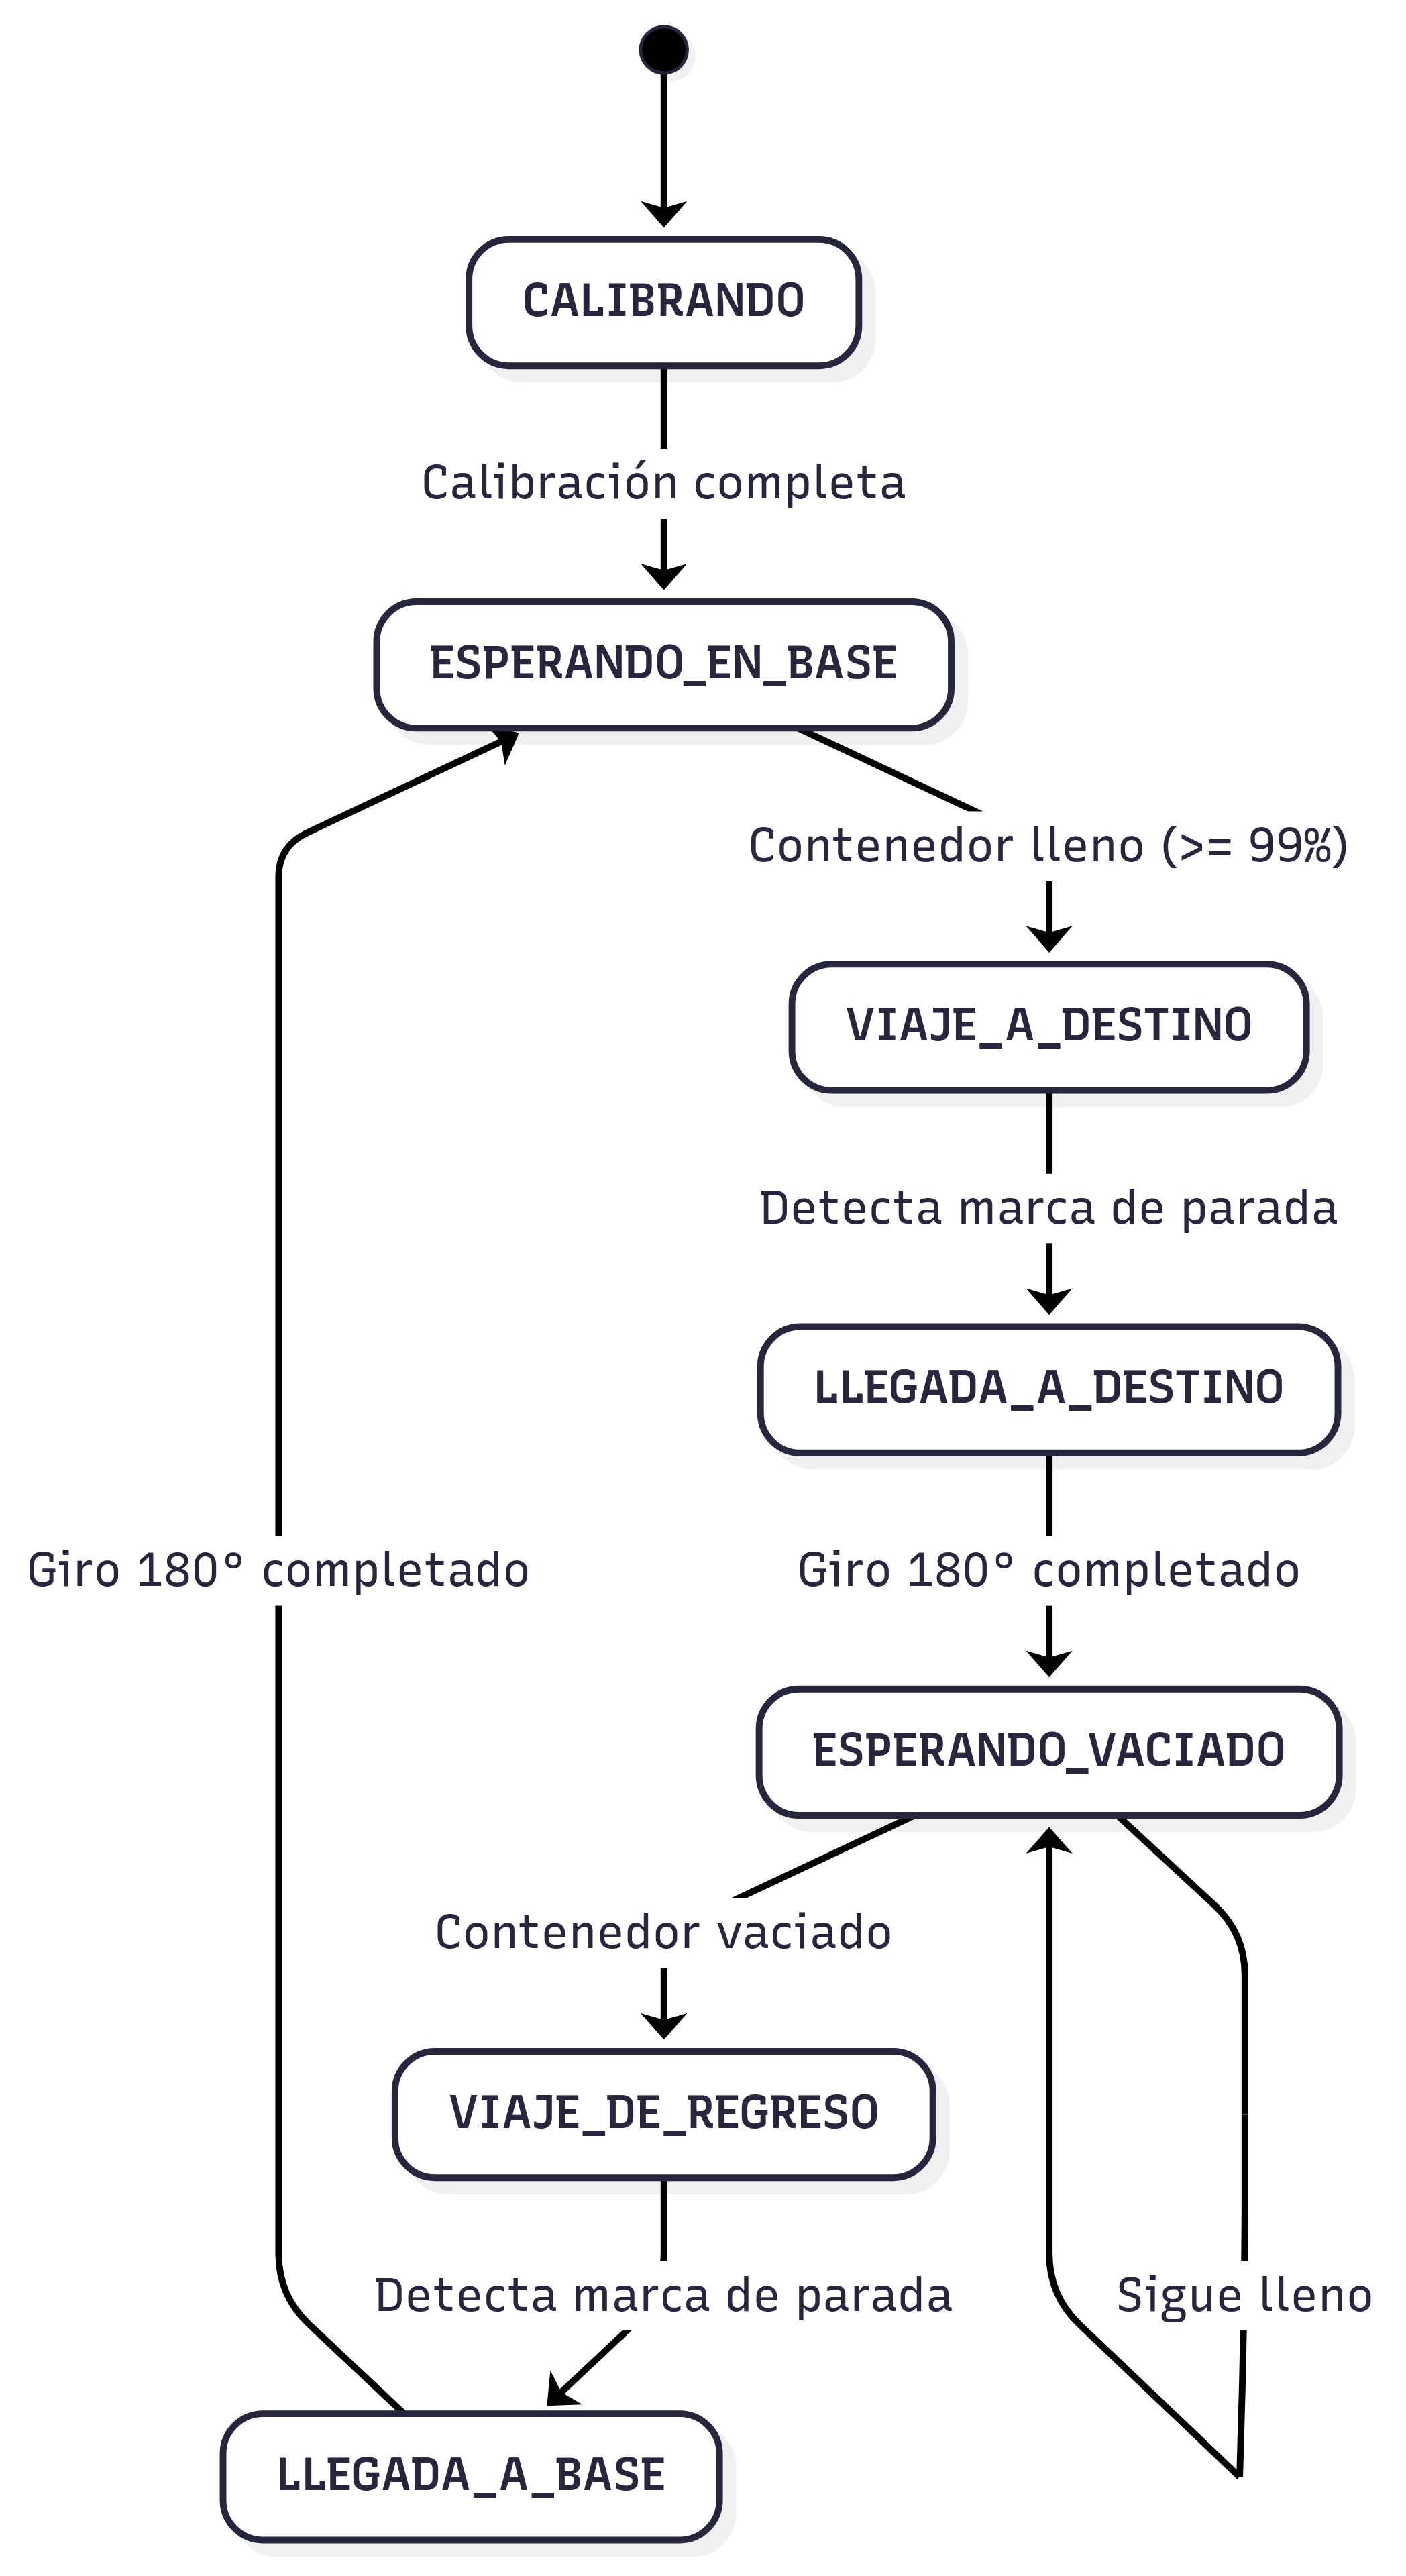 CALIBRANDO
Calibración completa
ESPERANDO_EN_BASE
Contenedor lleno (>= 99%)
VIAJE_A_DESTINO
Detecta marca de parada
LLEGADA_A_DESTINO
Giro 180° completado
Giro 180° completado
ESPERANDO_VACIADO
Contenedor vaciado
VIAJE_DE_REGRESO
Detecta marca de parada
Sigue lleno
LLEGADA_A_BASE